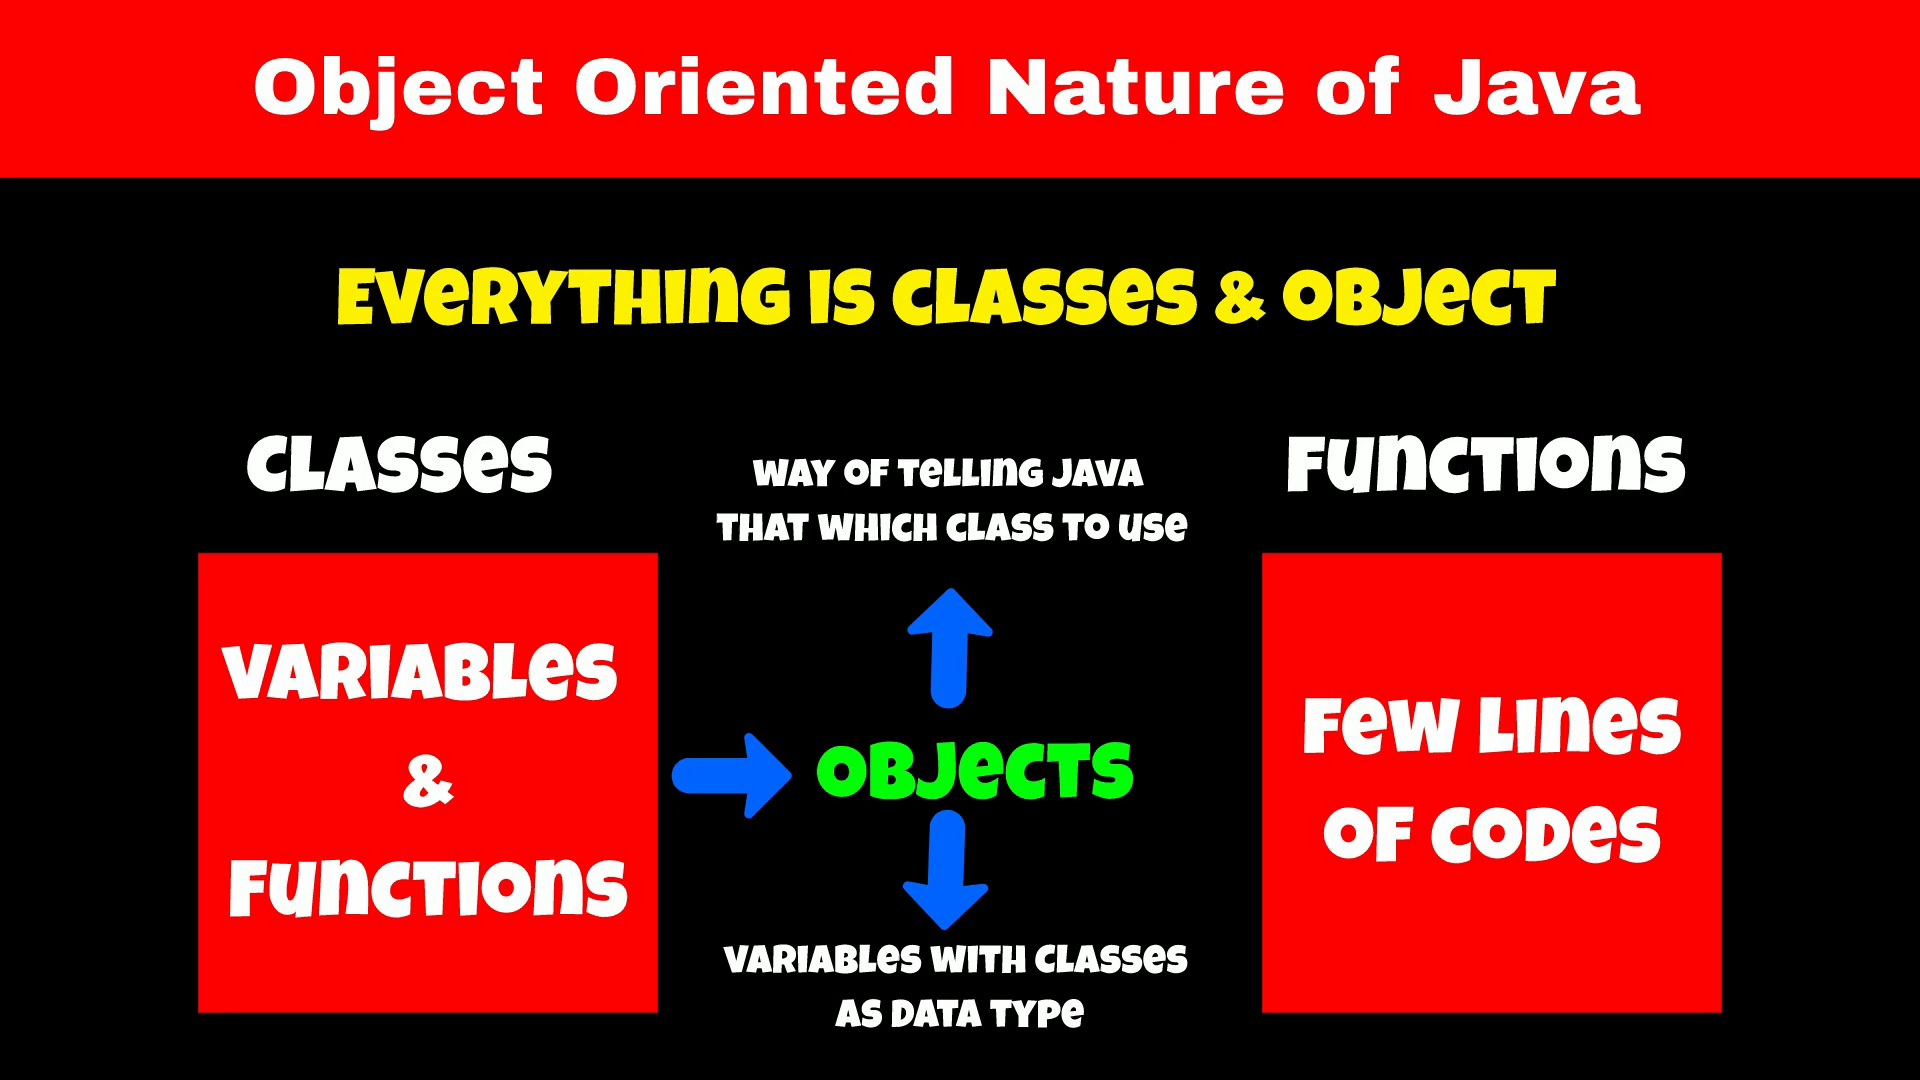 Object Oriented Nature of Java
Everything is Classes & Object
Classes
Variables
&
Functions
Way of telling Java
that which class to use
Objects
Variables with Classes
as data type
Functions
Few Lines
of codes